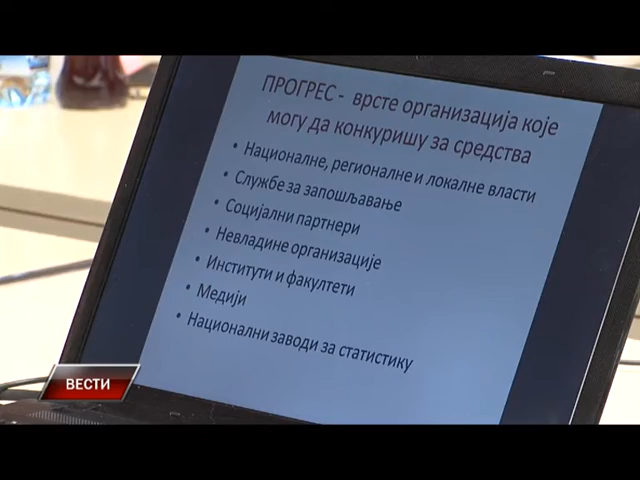 ПРОГРЕС - врсте организација које
могу да конкуришу за средства
• Националне, регионалне и локалне власти
• Службе за запошљавање
• Социјални партнери
• Невладине организације
• Институти и факултети
• Медији
• Национални заводи за статистику
ВЕСТИ